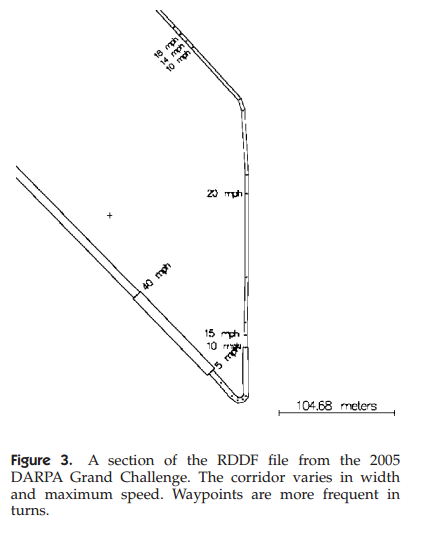 18 mph
14 mph
10 mph
20 mph
40 mph
15 mph
10 mph
5 mph
104.68 meters
Figure 3. A section of the RDDF file from the 2005
DARPA Grand Challenge. The corridor varies in width
and maximum speed. Waypoints are more frequent in
turns.